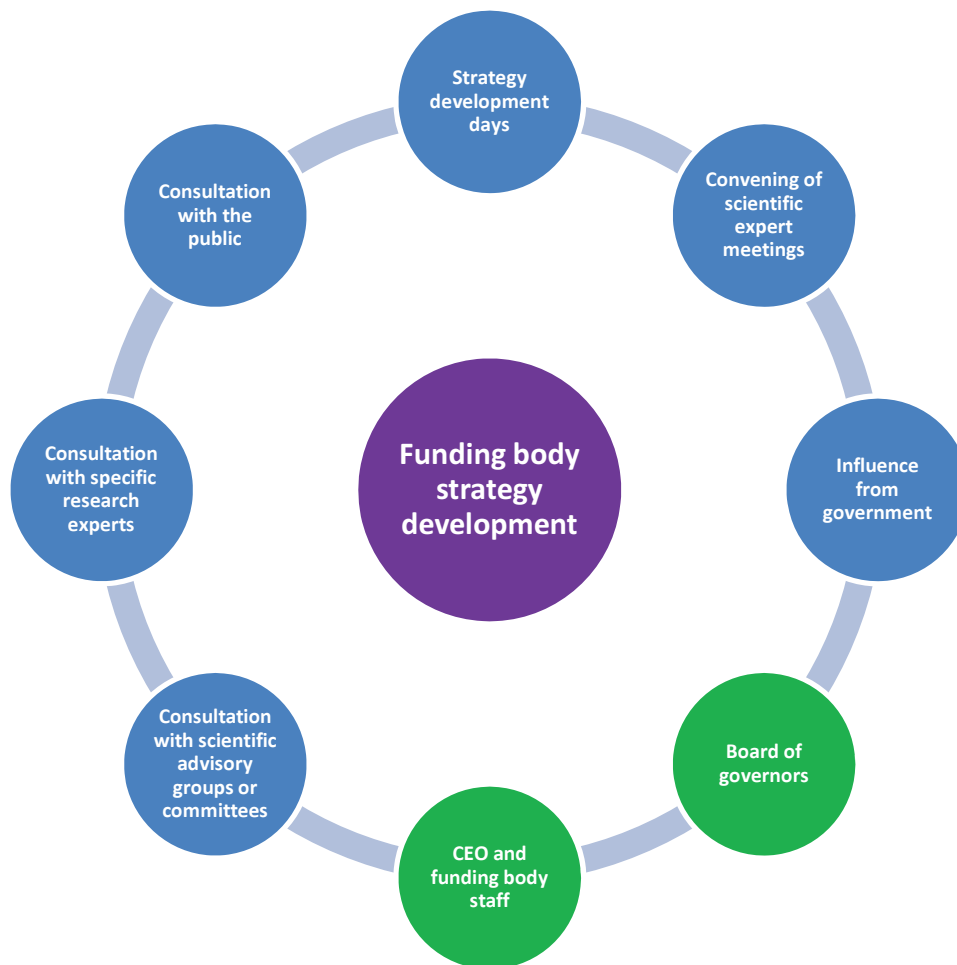 Strategy
development
days
Convening of
scientific
expert
meetings
Influence
from
government
Board of
governors
CEO and
funding body
staff
Consultation
with scientific
advisory
groups or
committees
Consultation
with specific
research
experts
Consultation
with the
public
Funding body
strategy
development